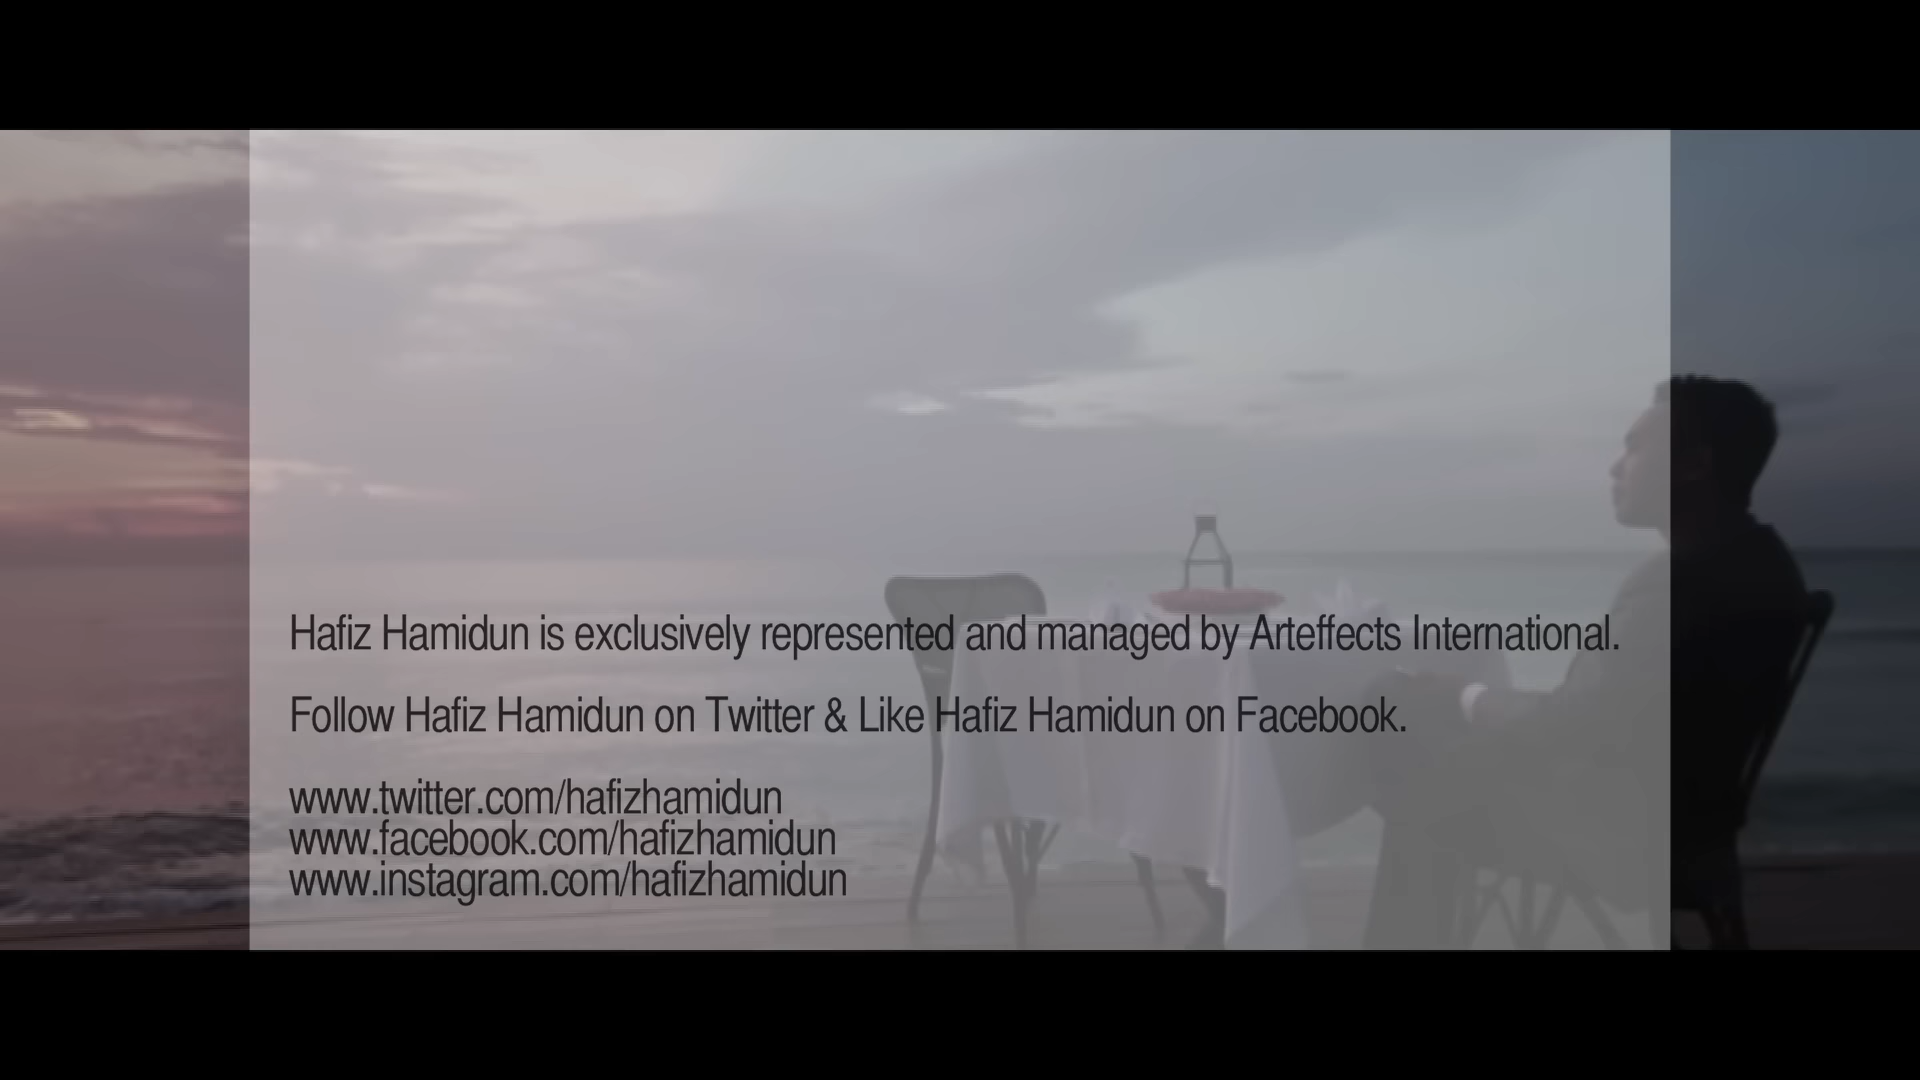 Hafiz Hamidun is exclusively represented and managed by Arteffects International.
Follow Hafiz Hamidun on Twitter & Like Hafiz Hamidun on Facebook.
www.twitter.com/hafizhamidun
www.facebook.com/hafizhamidun
www.instagram.com/hafizhamidun